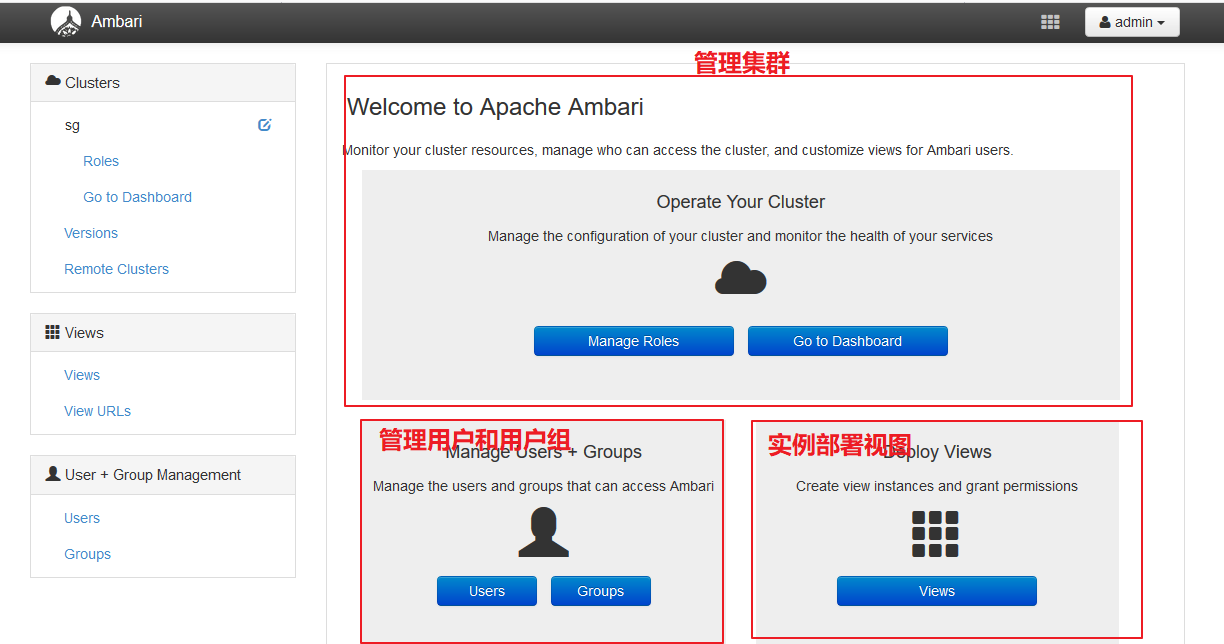 Ambari
admin
Clusters
sg
Roles
Go to Dashboard
Versions
Remote Clusters
Views
Views
View URLs
User + Group Management
Users
Groups
管理集群
Welcome to Apache Ambari
Monitor your cluster resources, manage who can access the cluster, and customize views for Ambari users.
Operate Your Cluster
Manage the configuration of your cluster and monitor the health of your services
Manage Roles
Go to Dashboard
管理用户和用户组
Manage Users + Groups
Manage the users and groups that can access Ambari
Users
Groups
实例部署视图
Deploy Views
Create view instances and grant permissions
Views